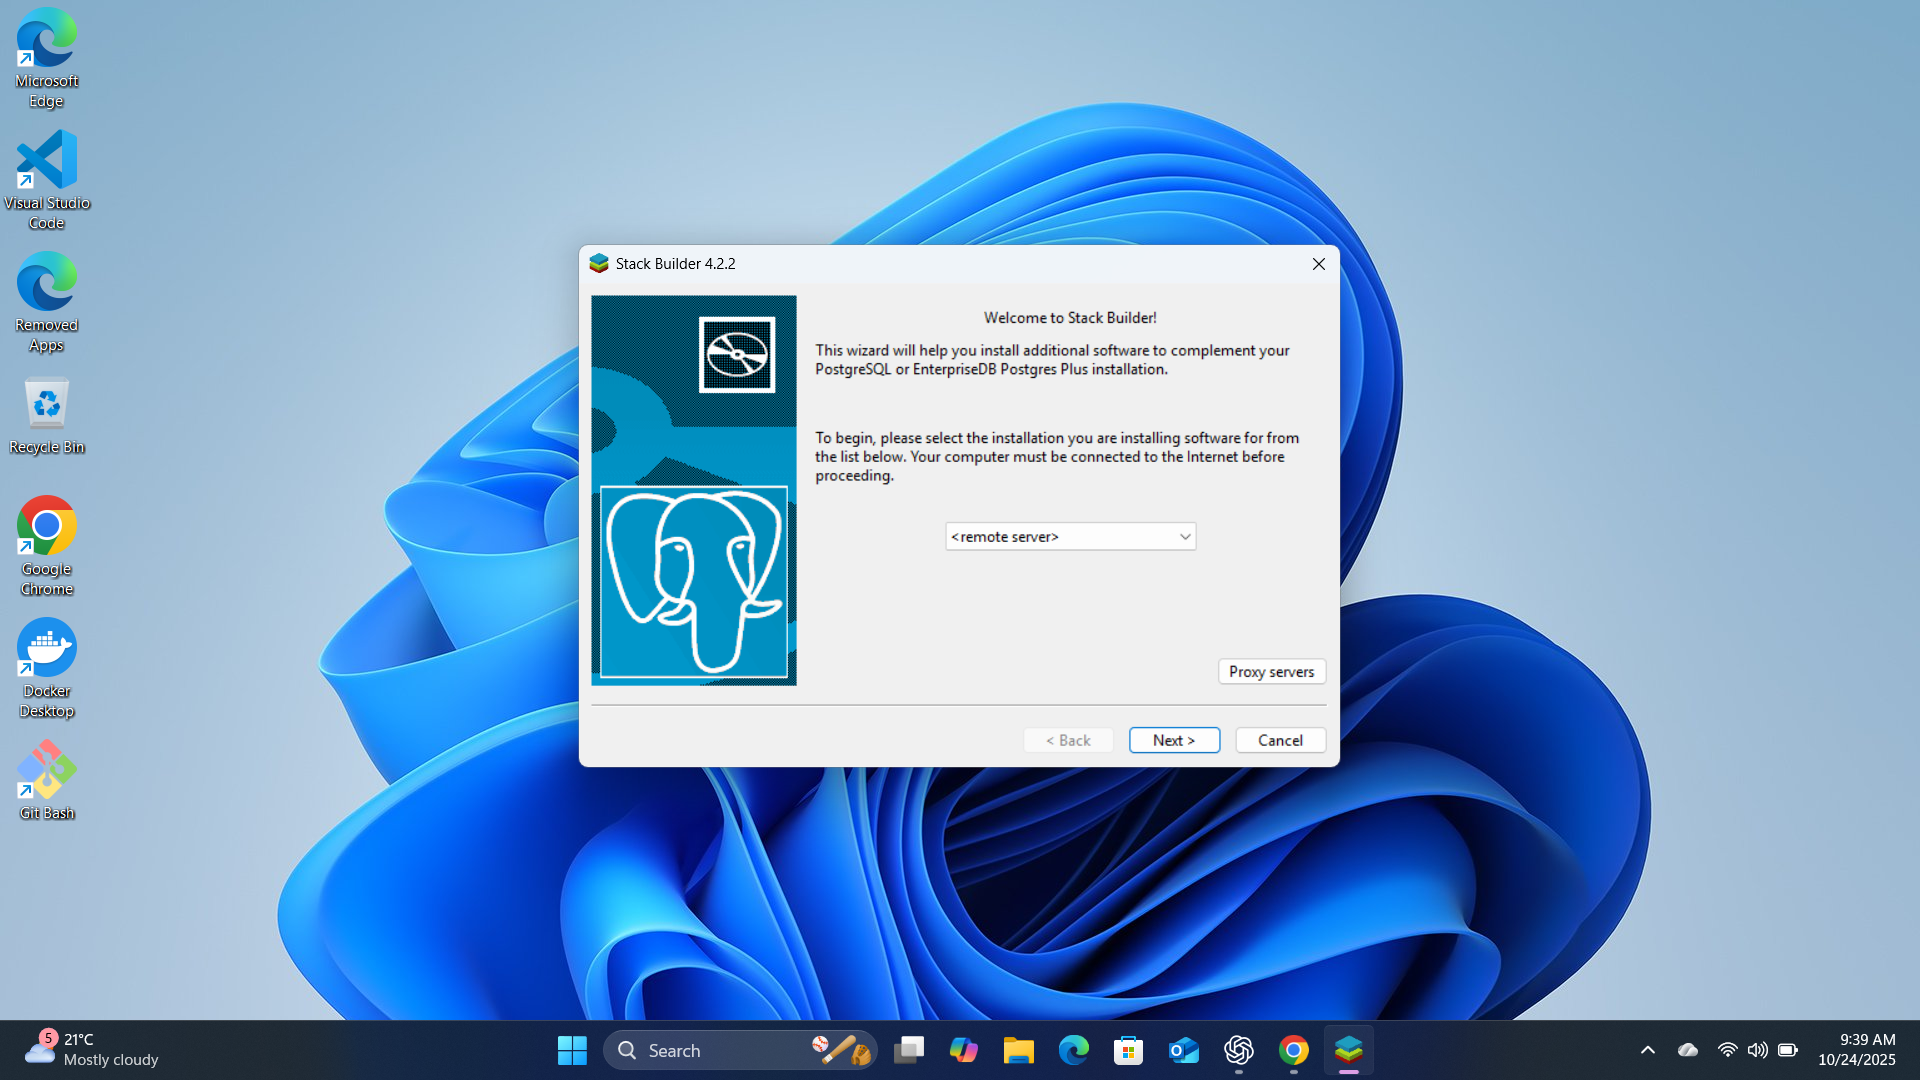 Microsoft
Edge
Visual Studio
Code
Removed
Apps
Recycle Bin
Google
Chrome
Docker
Desktop
Git Bash
Stack Builder 4.2.2
Welcome to Stack Builder!
This wizard will help you install additional software to complement your
PostgreSQL or EnterpriseDB Postgres Plus installation.
To begin, please select the installation you are installing software for from
the list below. Your computer must be connected to the Internet before
proceeding.
<remote server>
Proxy servers
< Back
Next >
Cancel
5
21°C
Mostly cloudy
Search
9:39 AM
10/24/2025